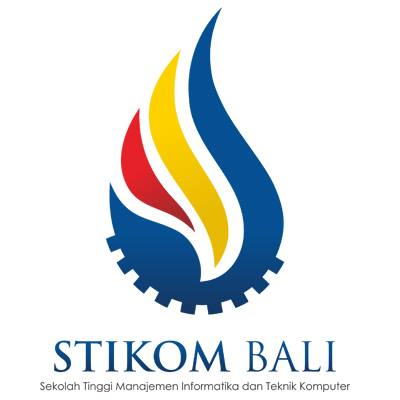 STIKOM BALI
Sekolah Tinggi Manajemen Informatika dan Teknik Komputer